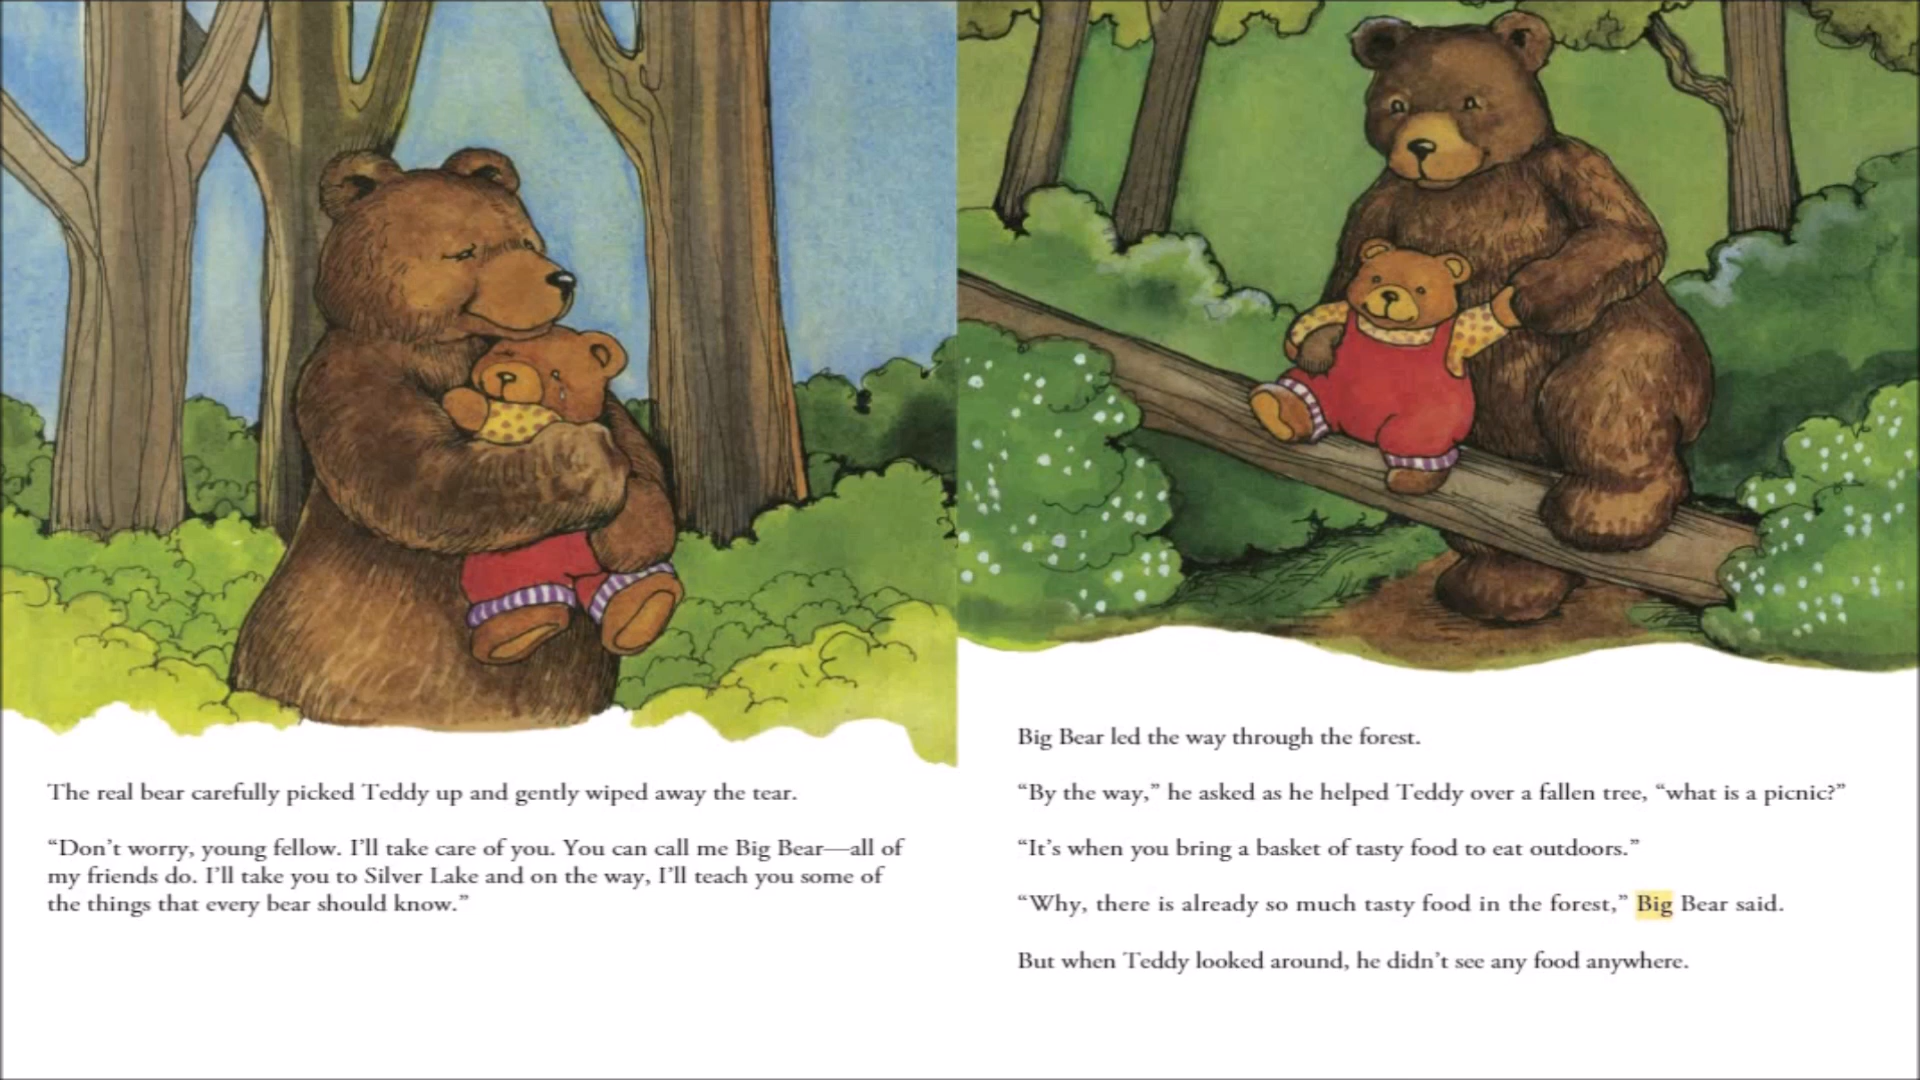 The real bear carefully picked Teddy up and gently wiped away the tear.
“Don’t worry, young fellow. I’ll take care of you. You can call me Big Bear—all of
my friends do. I’ll take you to Silver Lake and on the way, I’ll teach you some of
the things that every bear should know.”
Big Bear led the way through the forest.
“By the way,” he asked as he helped Teddy over a fallen tree, “what is a picnic?”
“It’s when you bring a basket of tasty food to eat outdoors.”
“Why, there is already so much tasty food in the forest,” Big Bear said.
But when Teddy looked around, he didn’t see any food anywhere.